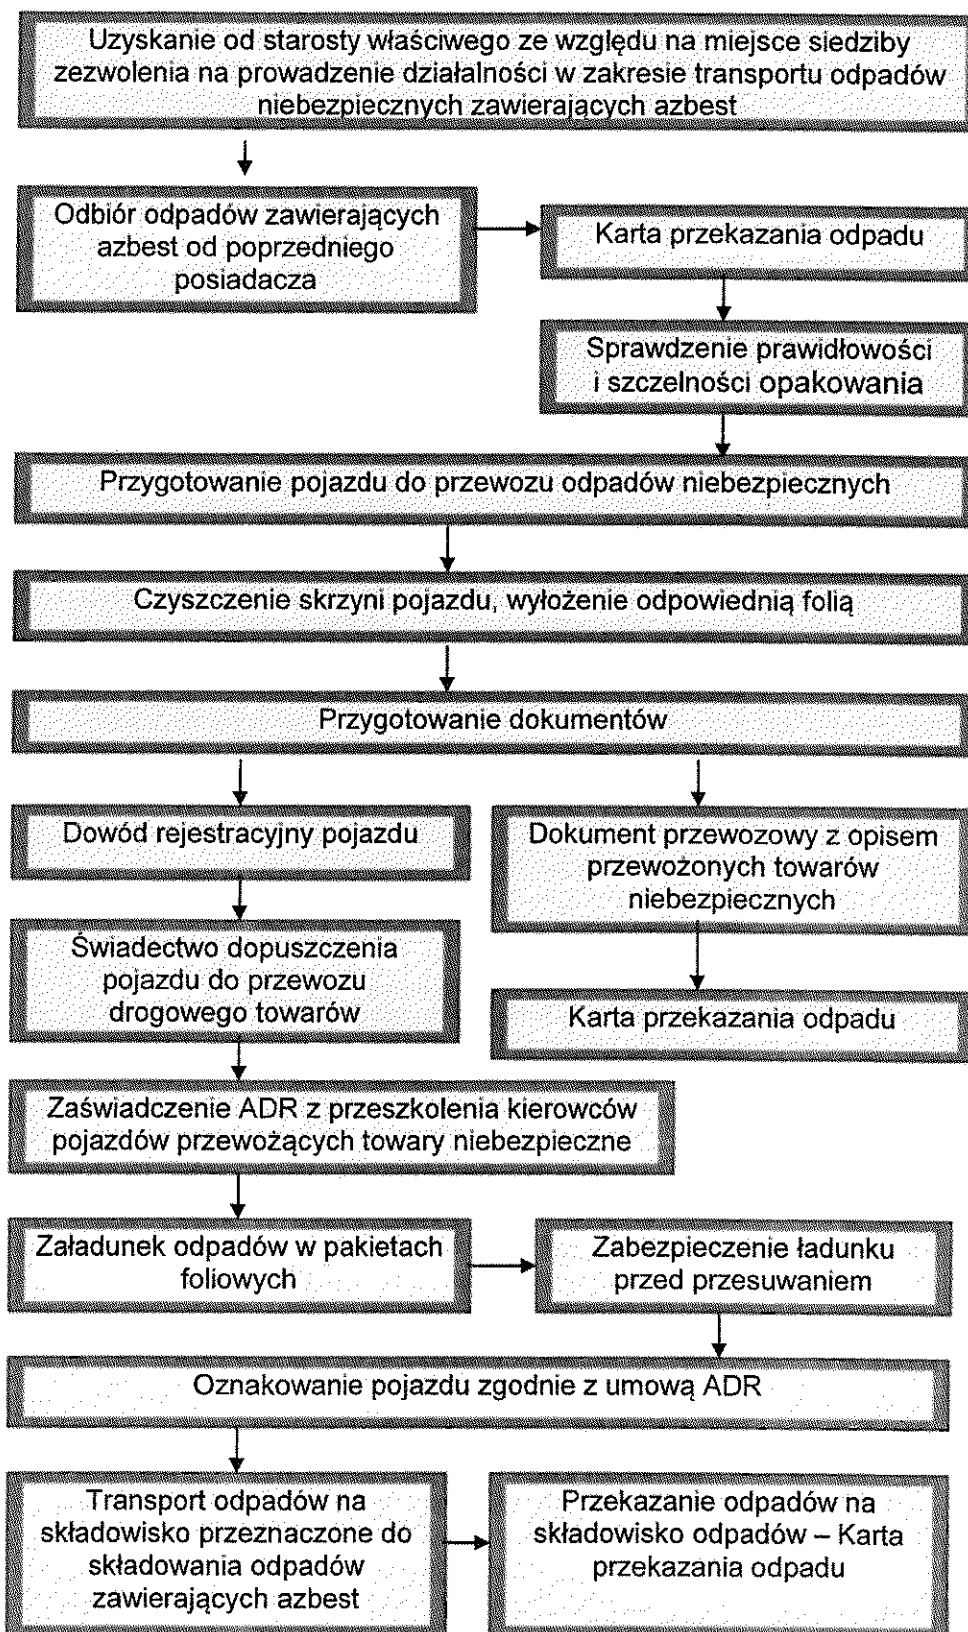 Uzyskanie od starosty właściwego ze względu na miejsce siedziby
zezwolenia na prowadzenie działalności w zakresie transportu odpadów
niebezpiecznych zawierających azbest
Odbiór odpadów zawierających
azbest od poprzedniego
posiadacza
Karta przekazania odpadu
Sprawdzenie prawidłowości
i szczelności opakowania
Przygotowanie pojazdu do przewozu odpadów niebezpiecznych
Czyszczenie skrzyni pojazdu, wyłożenie odpowiednią folią
Przygotowanie dokumentów
Dowód rejestracyjny pojazdu
Świadectwo dopuszczenia
pojazdu do przewozu
drogowego towarów
Dokument przewozowy z opisem
przewożonych towarów
niebezpiecznych
Karta przekazania odpadu
Zaświadczenie ADR z przeszkolenia kierowców
pojazdów przewożących towary niebezpieczne
Załadunek odpadów w pakietach
foliowych
Zabezpieczenie ładunku
przed przesuwaniem
Oznakowanie pojazdu zgodnie z umową ADR
Transport odpadów na
składowisko przeznaczone do
składowania odpadów
zawierających azbest
Przekazanie odpadów na
składowisko odpadów – Karta
przekazania odpadu